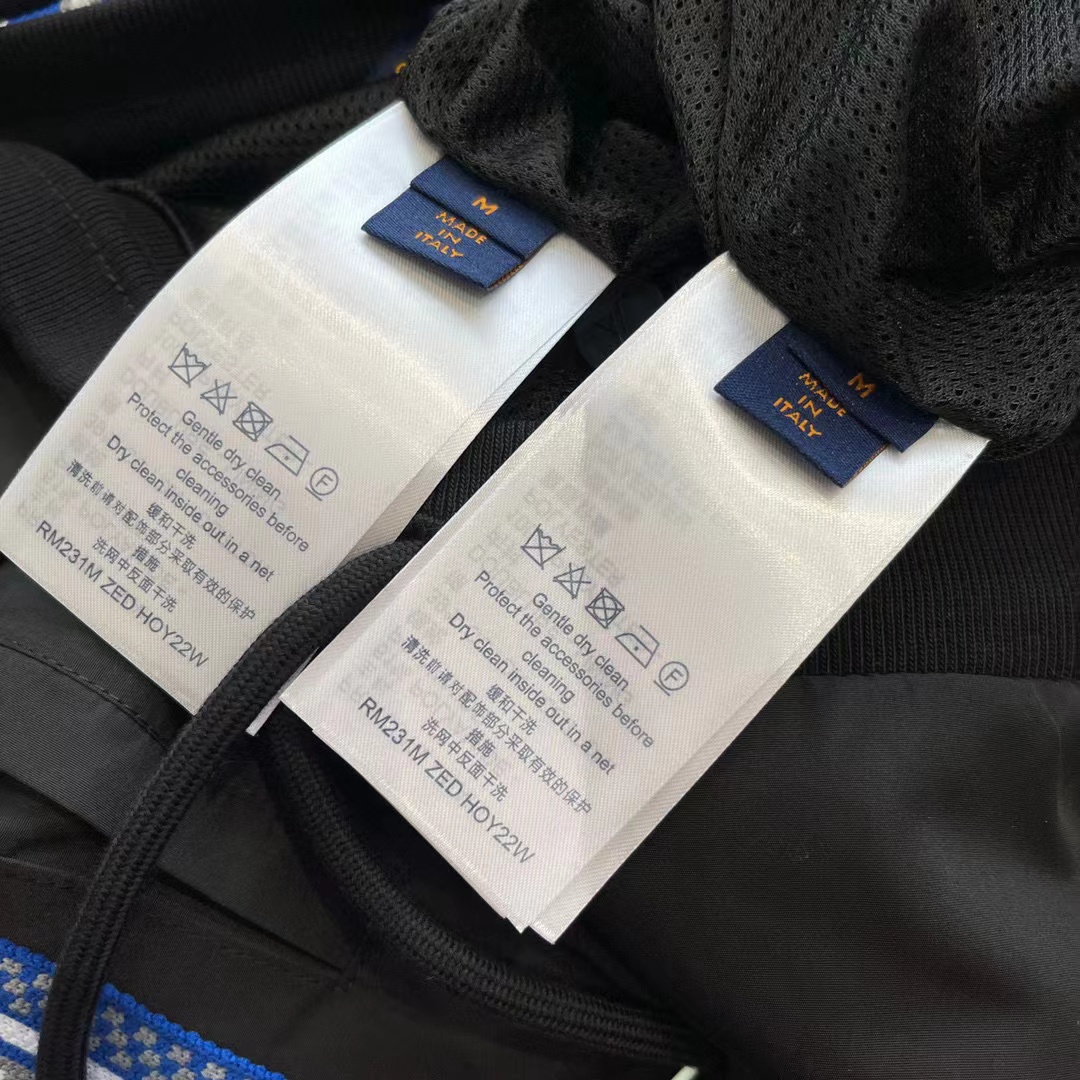 M
MADE
IN
ITALY
Gentle dry clean
Protect the accessories before
cleaning
Dry clean inside out in a net
缓和干洗
清洗前请对配饰部分采取有效的保护
措施
洗网中反面干洗
RM231M ZED HOY22W
F
M
MADE
IN
ITALY
Gentle dry clean
Protect the accessories before
cleaning
Dry clean inside out in a net
缓和干洗
清洗前请对配饰部分采取有效的保护
措施
洗网中反面干洗
RM231M ZED HOY22W
F